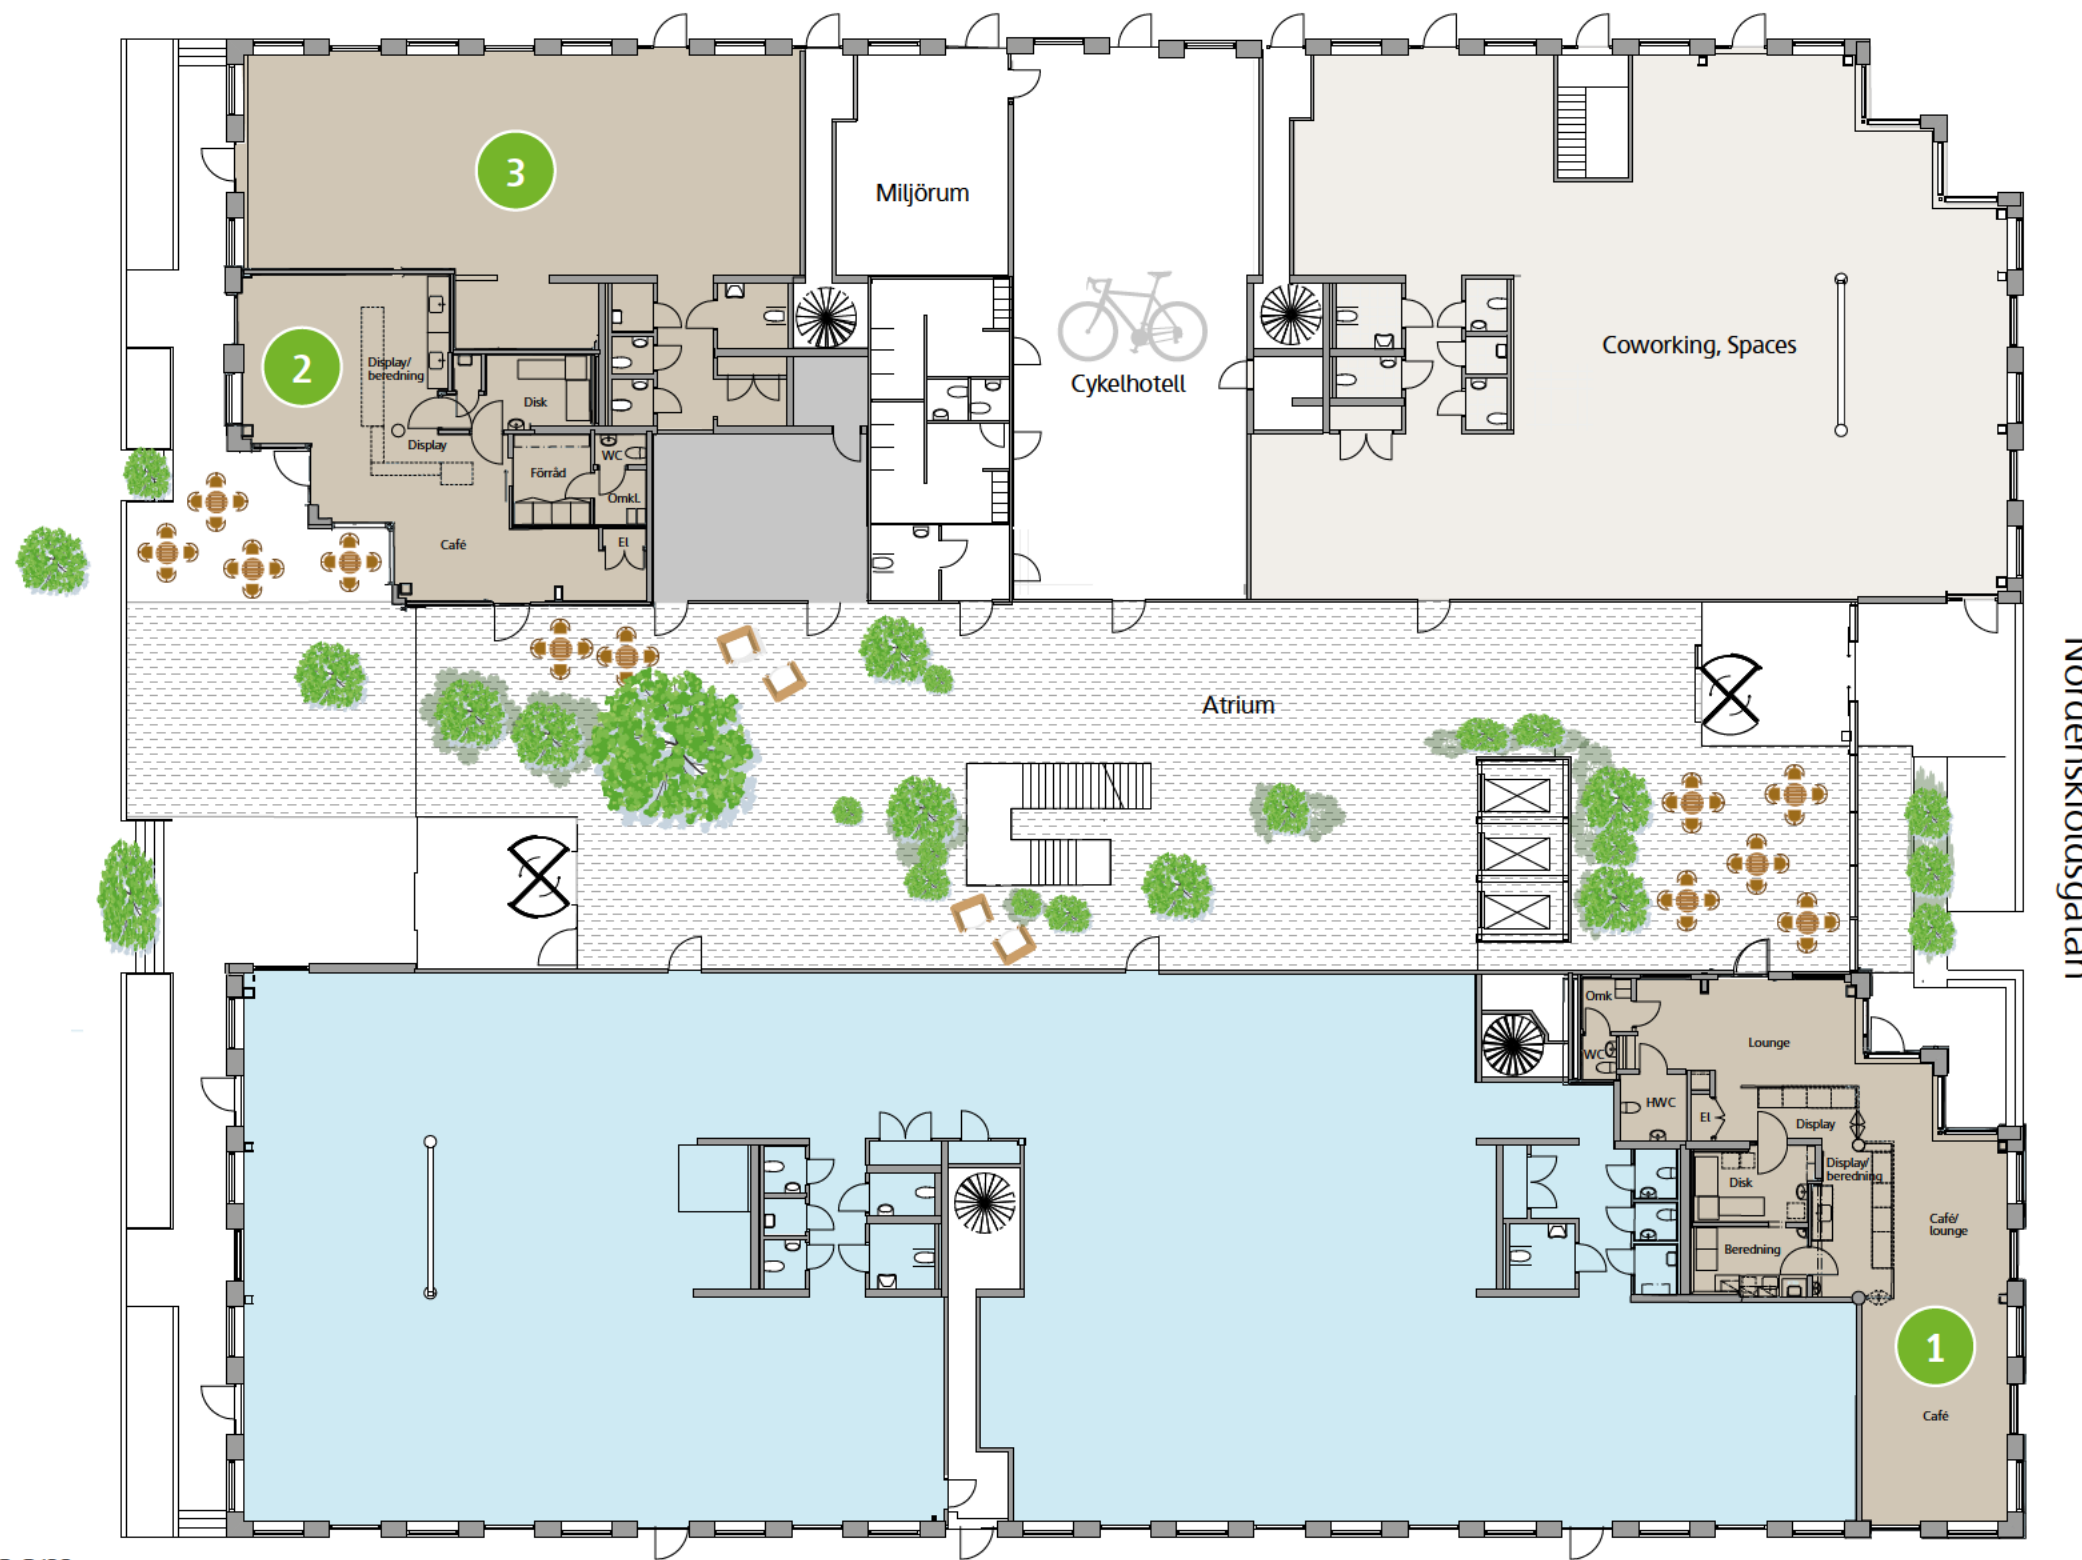 3
Miljörum
Cykelhotell
Coworking, Spaces
2
Display/
beredning
Disk
Display
WC
Förråd
Omkl.
Café
El
Atrium
Nordenskiöldsgatan
Omk
WC
Lounge
HWC
El
Display
Display/
beredning
Disk
Beredning
Café/
lounge
1
Café